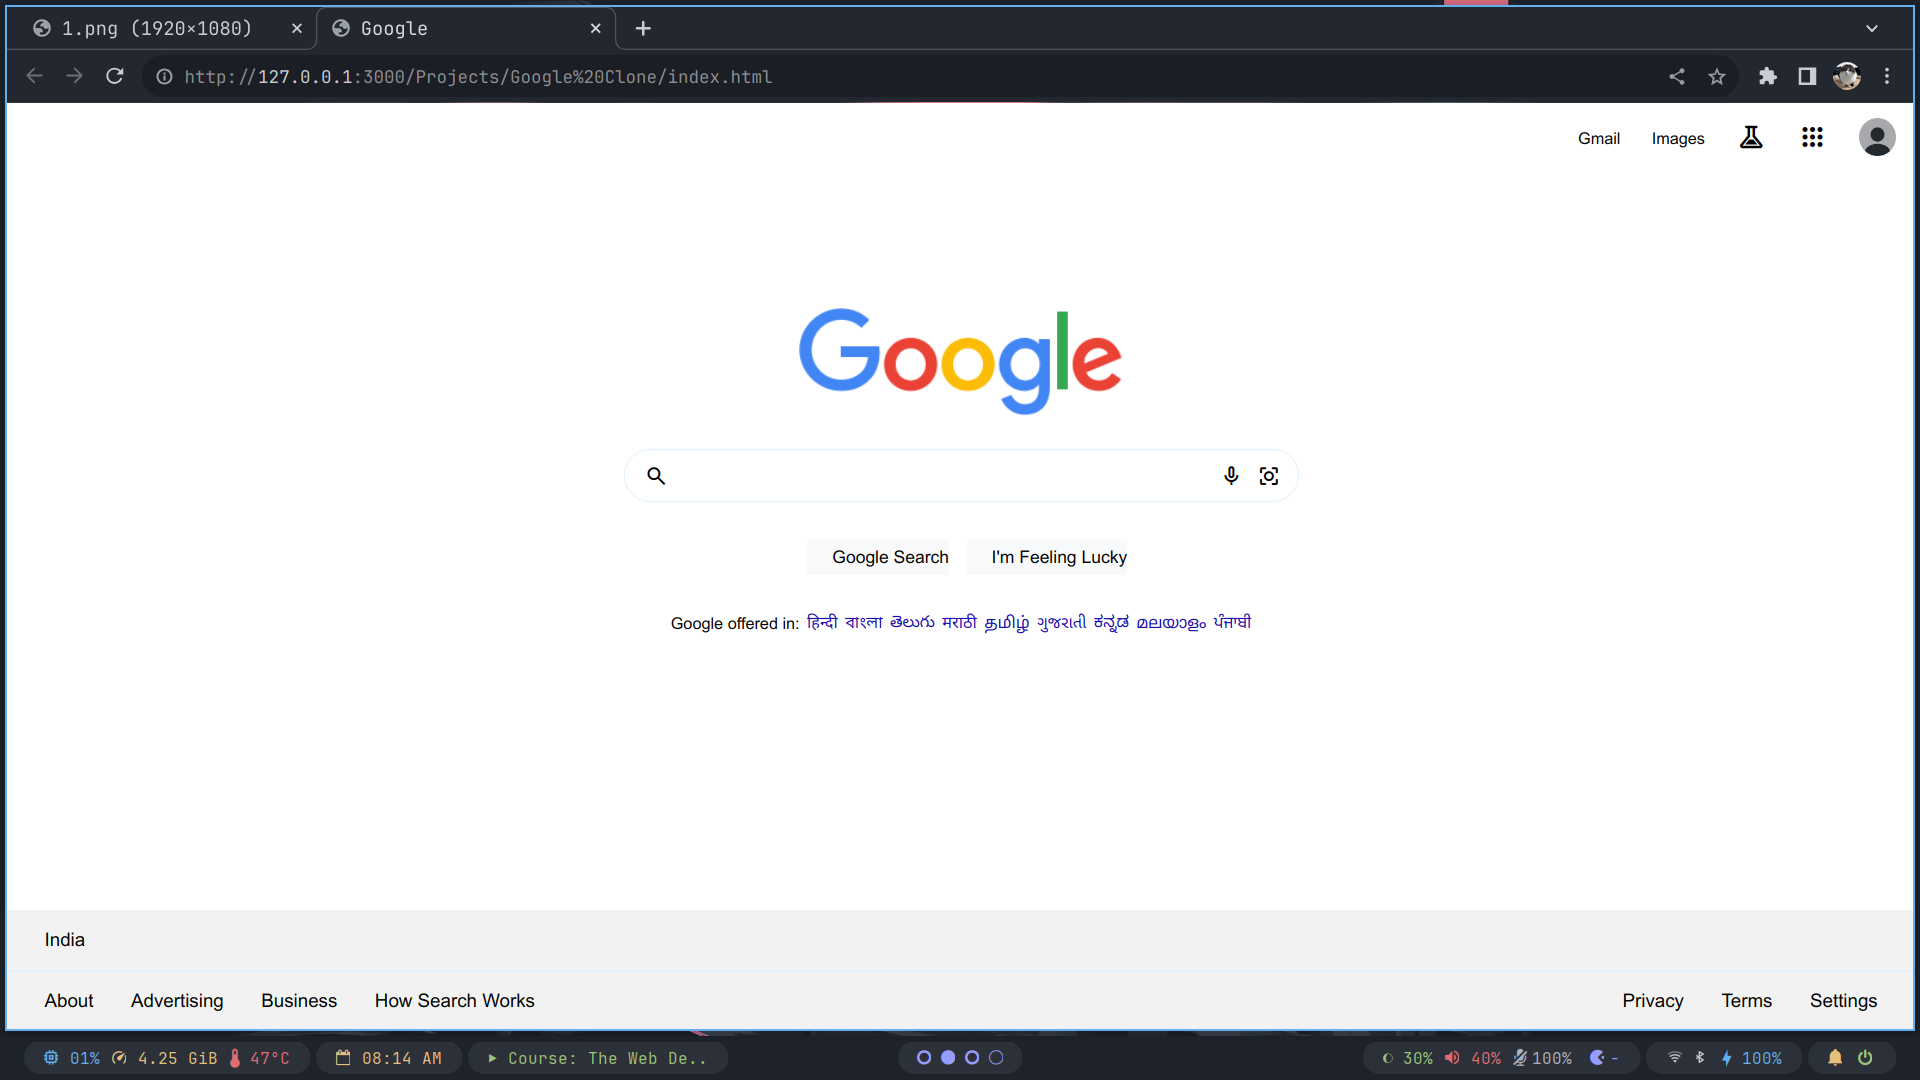 1.png (1920×1080) Google
http://127.0.0.1:3000/Projects/Google%20Clone/index.html
Gmail Images
Google
Google Search I'm Feeling Lucky
Google offered in: हिन्दी বাংলা తెలుగు मराठी தமிழ் ગુજરાતી ಕನ್ನಡ മലയാളം ਪੰਜਾਬੀ
India
About Advertising Business How Search Works Privacy Terms Settings
01% 4.25 GiB 47°C 08:14 AM Course: The Web De.. 30% 40% 100% - 100%